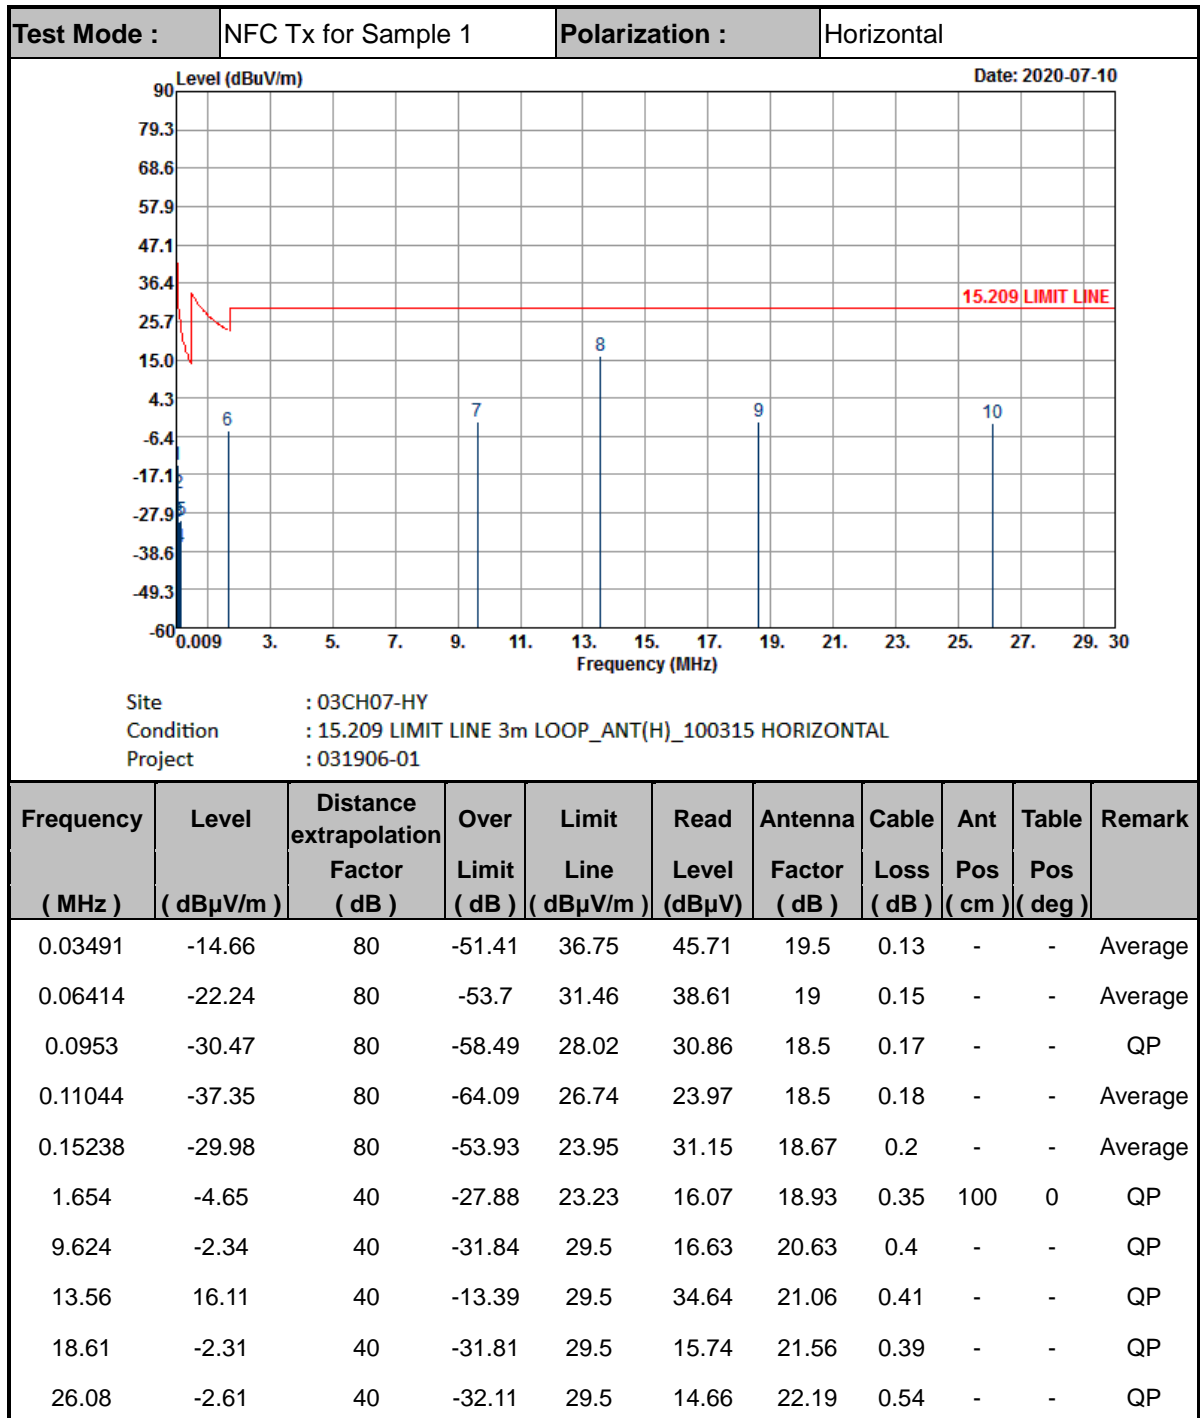 Test Mode : NFC Tx for Sample 1 Polarization : Horizontal
Level (dBuV/m) Date: 2020-07-10
90
79.3
68.6
57.9
47.1
36.4
15.209 LIMIT LINE
25.7
8
15.0
4.3
6 7 9 10
-6.4
-17.1
2
-27.9
5
-38.6
-49.3
-60
0.009 3. 5. 7. 9. 11. 13. 15. 17. 19. 21. 23. 25. 27. 29. 30
Frequency (MHz)
Site : 03CH07-HY
Condition : 15.209 LIMIT LINE 3m LOOP_ANT(H)_100315 HORIZONTAL
Project : 031906-01
Frequency Level Distance extrapolation Over Limit Read Antenna Cable Ant Table Remark
Factor Limit Line Level Factor Loss Pos Pos
( MHz ) ( dBµV/m ) ( dB ) ( dB ) ( dBµV/m ) (dBµV) ( dB ) ( dB ) ( cm ) ( deg )
0.03491 -14.66 80 -51.41 36.75 45.71 19.5 0.13 - - Average
0.06414 -22.24 80 -53.7 31.46 38.61 19 0.15 - - Average
0.0953 -30.47 80 -58.49 28.02 30.86 18.5 0.17 - - QP
0.11044 -37.35 80 -64.09 26.74 23.97 18.5 0.18 - - Average
0.15238 -29.98 80 -53.93 23.95 31.15 18.67 0.2 - - Average
1.654 -4.65 40 -27.88 23.23 16.07 18.93 0.35 100 0 QP
9.624 -2.34 40 -31.84 29.5 16.63 20.63 0.4 - - QP
13.56 16.11 40 -13.39 29.5 34.64 21.06 0.41 - - QP
18.61 -2.31 40 -31.81 29.5 15.74 21.56 0.39 - - QP
26.08 -2.61 40 -32.11 29.5 14.66 22.19 0.54 - - QP